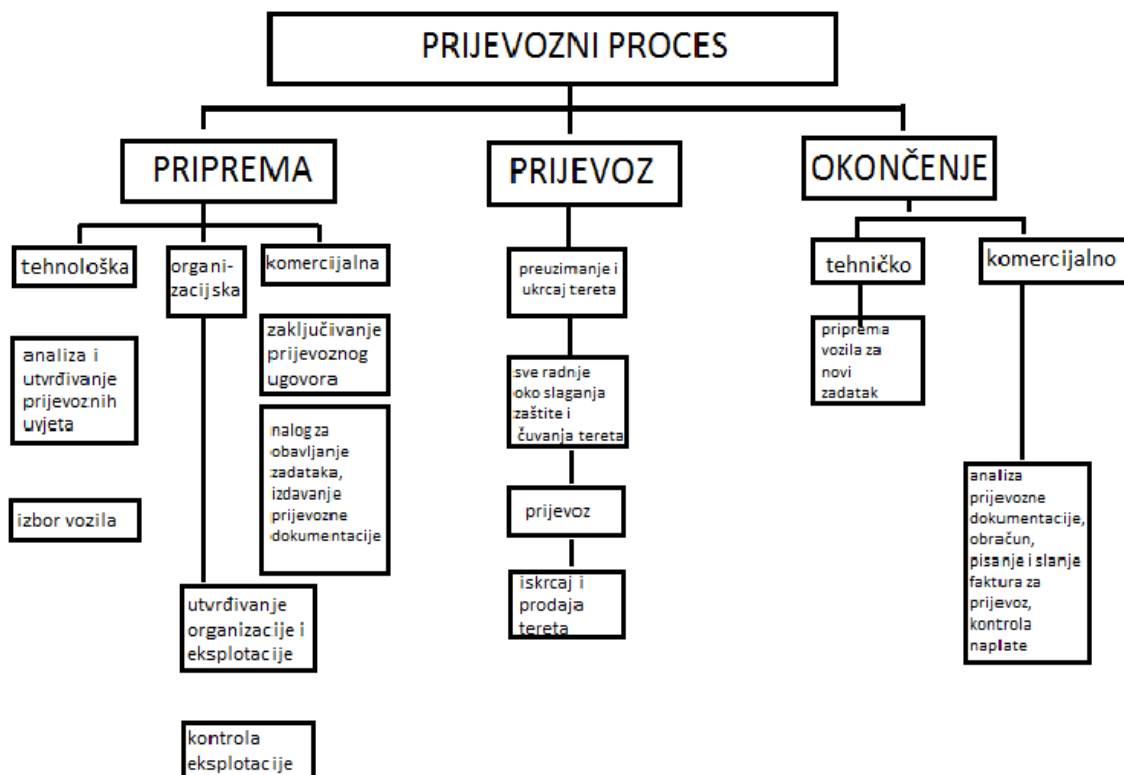 PRIJEVOZNI PROCES
PRIPREMA
PRIJEVOZ
OKONČENJE
tehnološka
organi-
zacijska
komercijalna
analiza i
utvrđivanje
prijevoznih
uvjeta
izbor vozila
zaključivanje
prijevoznog
ugovora
nalog za
obavljanje
zadataka,
izdavanje
prijevozne
dokumentacije
utvrđivanje
organizacije i
eksplotacije
kontrola
eksplotacije
preuzimanje i
ukrcaj tereta
sve radnje
oko slaganja
zaštite i
čuvanja tereta
prijevoz
iskrcaj i
prodaja
tereta
tehničko
komercijalno
priprema
vozila za
novi
zadatak
analiza
prijevozne
dokumentacije,
obračun,
pisanje i slanje
faktura za
prijevoz,
kontrola
naplate